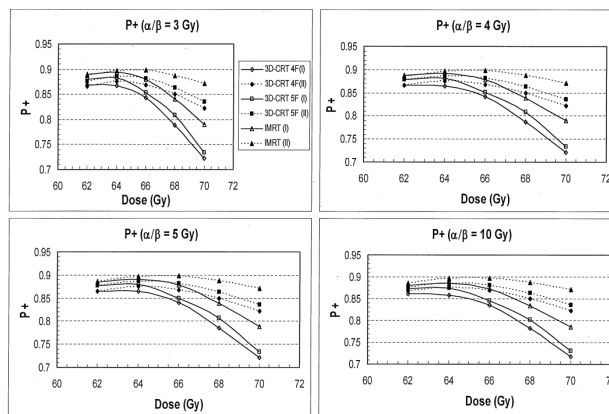 P+ (α/β = 3 Gy)
0.95
0.9
0.85
0.8
0.75
0.7
P+
60 62 64 66 68 70 72
Dose (Gy)
3D-CRT 4F(I)
3D-CRT 4F(II)
3D-CRT 5F (I)
3D-CRT 5F (II)
IMRT (I)
IMRT (II)
P+ (α/β = 4 Gy)
0.95
0.9
0.85
0.8
0.75
0.7
P+
60 62 64 66 68 70 72
Dose (Gy)
P+ (α/β = 5 Gy)
0.95
0.9
0.85
0.8
0.75
0.7
P+
60 62 64 66 68 70 72
Dose (Gy)
P+ (α/β = 10 Gy)
0.95
0.9
0.85
0.8
0.75
0.7
P+
60 62 64 66 68 70 72
Dose (Gy)